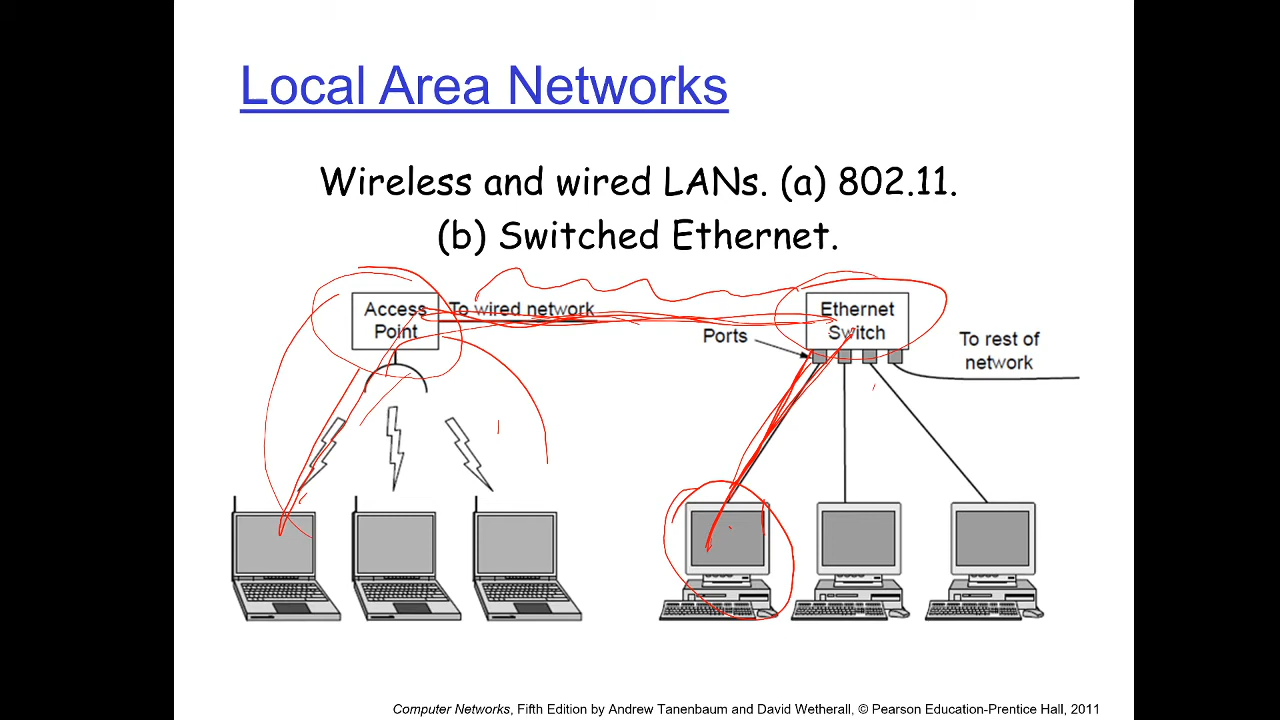 Local Area Networks
Wireless and wired LANs. (a) 802.11.
(b) Switched Ethernet.
Access
Point
To wired network
Ports
Ethernet
Switch
To rest of
network
Computer Networks, Fifth Edition by Andrew Tanenbaum and David Wetherall, © Pearson Education-Prentice Hall, 2011